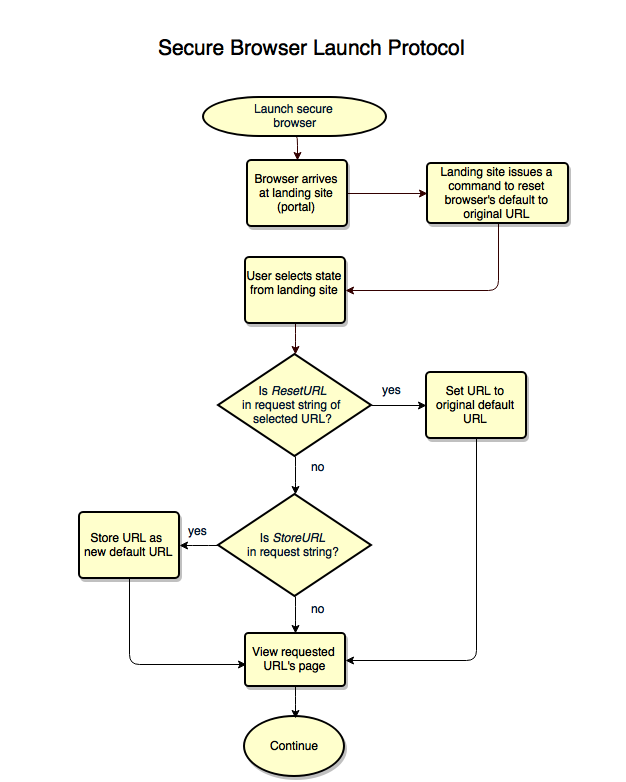 Secure Browser Launch Protocol
Launch secure
browser
Browser arrives
at landing site
(portal)
Landing site issues a
command to reset
browser's default to
original URL
User selects state
from landing site
Is ResetURL
in request string of
selected URL?
yes
Set URL to
original default
URL
no
Is StoreURL
in request string?
yes
Store URL as
new default URL
no
View requested
URL's page
Continue